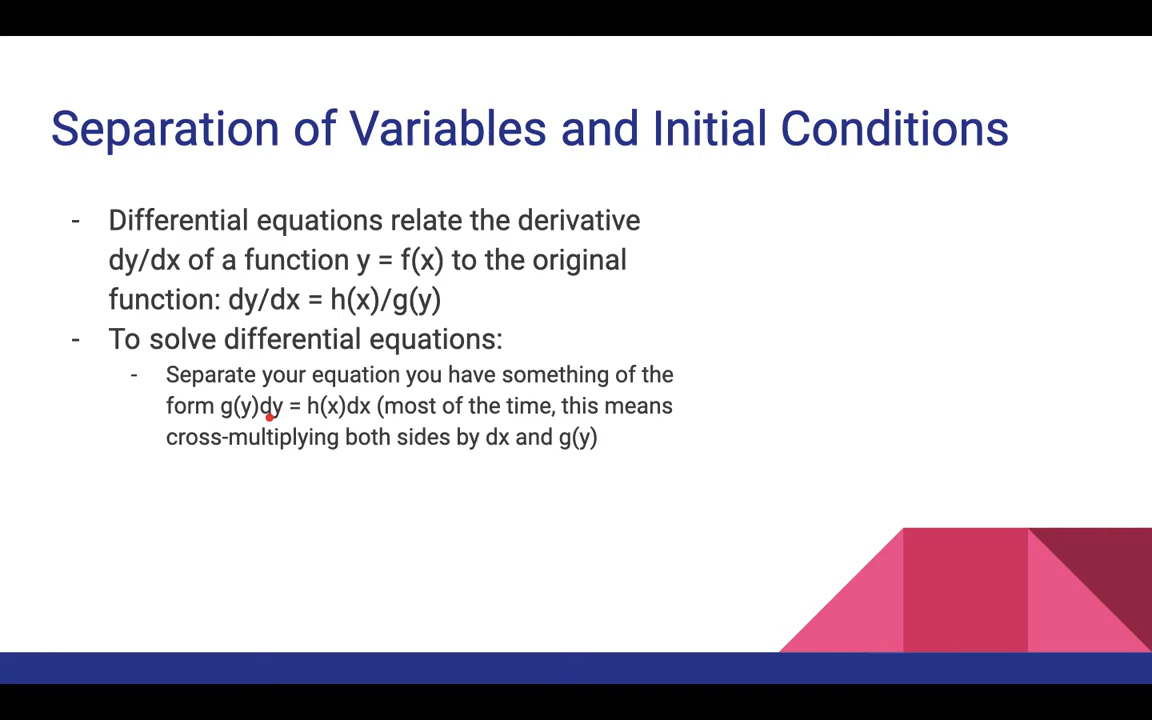 Separation of Variables and Initial Conditions
- Differential equations relate the derivative
dy/dx of a function y = f(x) to the original
function: dy/dx = h(x)/g(y)
- To solve differential equations:
- Separate your equation you have something of the
form g(y)dy = h(x)dx (most of the time, this means
cross-multiplying both sides by dx and g(y)